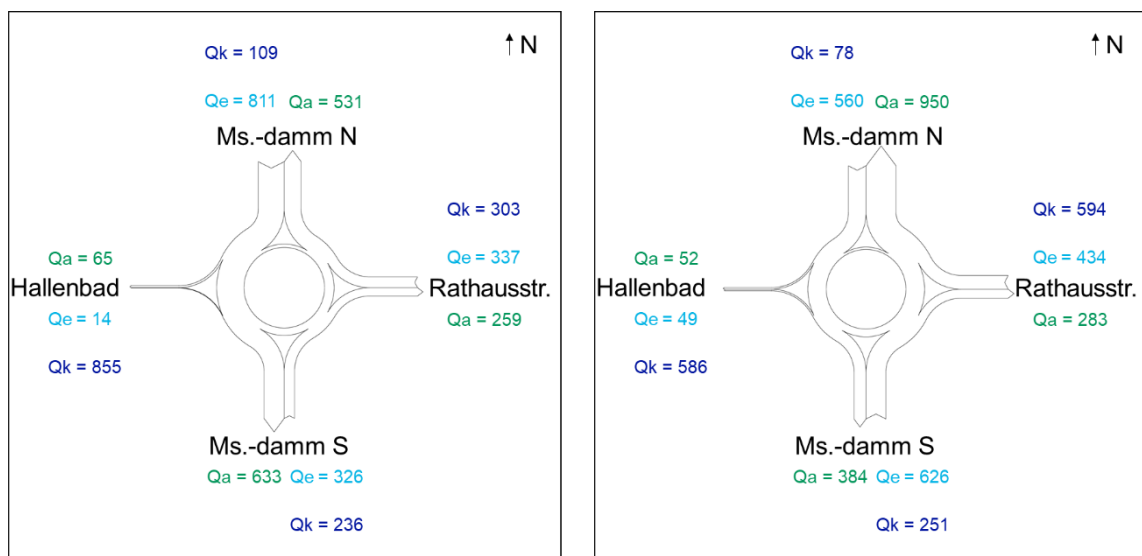 ↑ N
Qk = 109
Qe = 811 Qa = 531
Ms.-damm N
Qk = 303
Qa = 65
Qe = 337
Hallenbad
Rathausstr.
Qe = 14
Qa = 259
Qk = 855
Ms.-damm S
Qa = 633 Qe = 326
Qk = 236
↑ N
Qk = 78
Qe = 560 Qa = 950
Ms.-damm N
Qk = 594
Qa = 52
Qe = 434
Hallenbad
Rathausstr.
Qe = 49
Qa = 283
Qk = 586
Ms.-damm S
Qa = 384 Qe = 626
Qk = 251